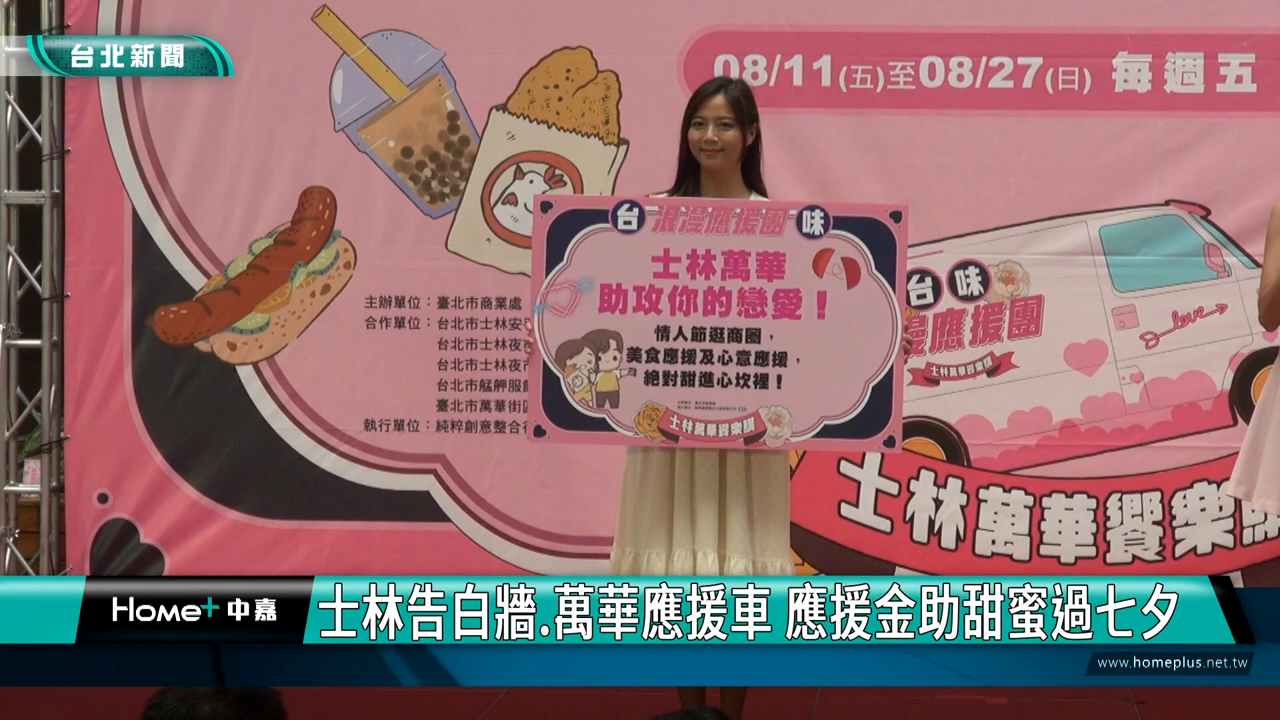 台北新聞
08/11(五)至08/27(日) 每週五
台 浪漫應援團 味
士林萬華
助攻你的戀愛！
情人節逛商圈，
美食應援及心意應援，
絕對甜進心坎裡！
士林萬華饗樂購
主辦單位：臺北市商業處
合作單位：台北市士林安
台北市士林夜
台北市士林夜市
台北市艋舺服飾
臺北市萬華街區
執行單位：純粹創意整合行
台味
浪漫應援團
士林萬華饗樂購
love
士林萬華饗樂購
Home+中嘉
士林告白牆.萬華應援車 應援金助甜蜜過七夕
www.homeplus.net.tw